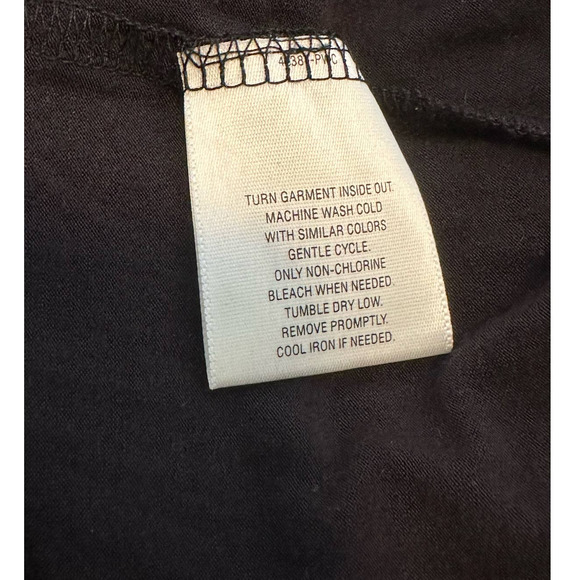 TURN GARMENT INSIDE OUT.
MACHINE WASH COLD
WITH SIMILAR COLORS
GENTLE CYCLE.
ONLY NON-CHLORINE
BLEACH WHEN NEEDED.
TUMBLE DRY LOW.
REMOVE PROMPTLY.
COOL IRON IF NEEDED.